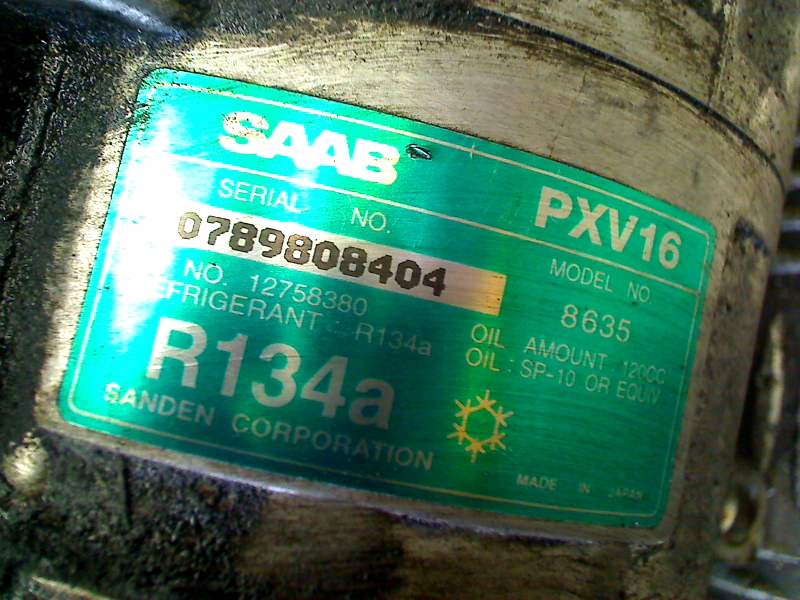 SAAB
PXV16
SERIAL NO.
0789808404
MODEL NO.
8635
NO. 12758380
REFRIGERANT : R134a
R134a
OIL AMOUNT : 120CC
OIL : SP-10 OR EQUIV
SANDEN CORPORATION
MADE IN JAPAN